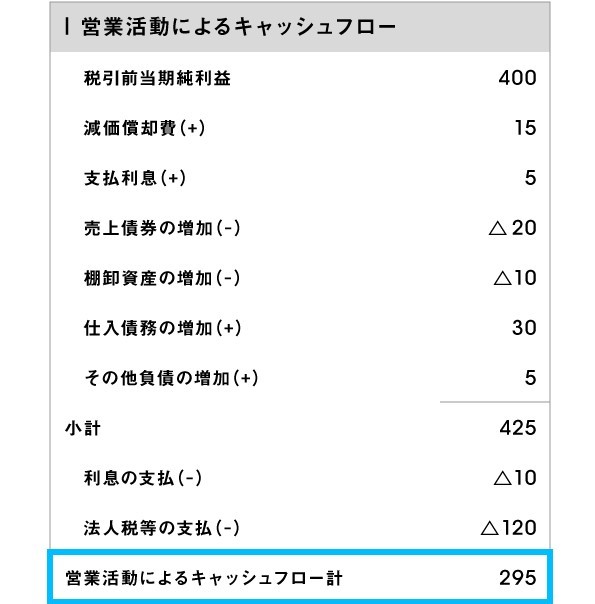 Ⅰ 営業活動によるキャッシュフロー
税引前当期純利益 400
減価償却費(+) 15
支払利息(+) 5
売上債券の増加(-) △20
棚卸資産の増加(-) △10
仕入債務の増加(+) 30
その他負債の増加(+) 5
小計 425
利息の支払(-) △10
法人税等の支払(-) △120
営業活動によるキャッシュフロー計 295